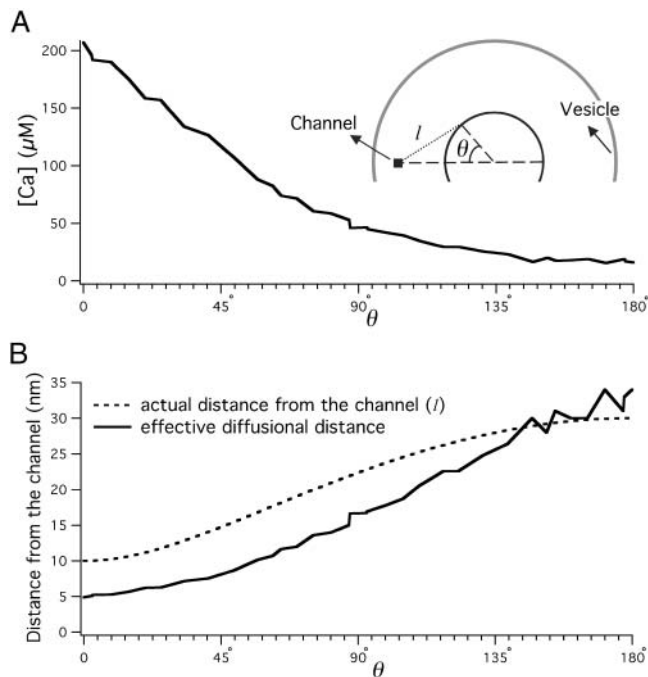 A
200
150
100
50
0
[Ca] (µM)
Channel
l
θ
Vesicle
0
45°
90°
135°
180°
θ
B
35
30
25
20
15
10
5
0
Distance from the channel (nm)
actual distance from the channel (l)
effective diffusional distance
0
45°
90°
135°
180°
θ